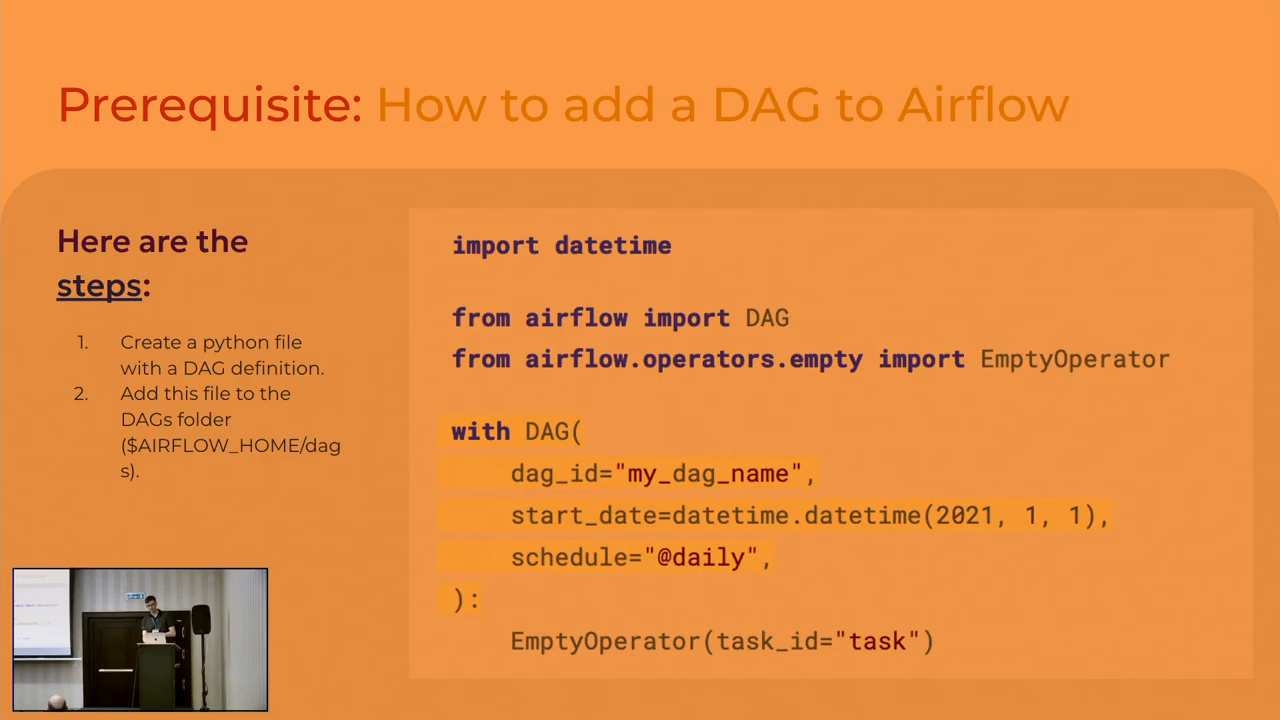 Prerequisite: How to add a DAG to Airflow
Here are the
steps:
1. Create a python file
with a DAG definition.
2. Add this file to the
DAGs folder
($AIRFLOW_HOME/dag
s).
import datetime
from airflow import DAG
from airflow.operators.empty import EmptyOperator
with DAG(
dag_id="my_dag_name",
start_date=datetime.datetime(2021, 1, 1),
schedule="@daily",
):
EmptyOperator(task_id="task")